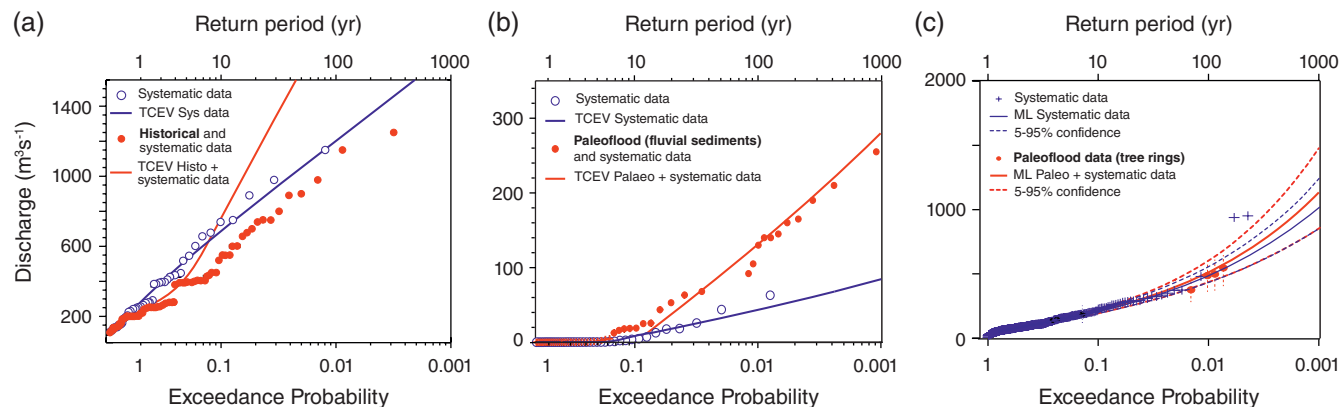 (a)
Return period (yr)
1 10 100 1000
Systematic data
TCEV Sys data
Historical and
systematic data
TCEV Histo +
systematic data
1400
1000
600
200
Discharge (m³s⁻¹)
1 0.1 0.01 0.001
Exceedance Probability
(b)
Return period (yr)
1 10 100 1000
Systematic data
TCEV Systematic data
Paleoflood (fluvial sediments)
and systematic data
TCEV Palaeo + systematic data
300
200
100
0
0.1 0.01 0.001
Exceedance Probability
(c)
Return period (yr)
1 10 100 1000
Systematic data
ML Systematic data
5-95% confidence
Paleoflood data (tree rings)
ML Paleo + systematic data
5-95% confidence
2000
1000
0
1 0.1 0.01 0.001
Exceedance Probability